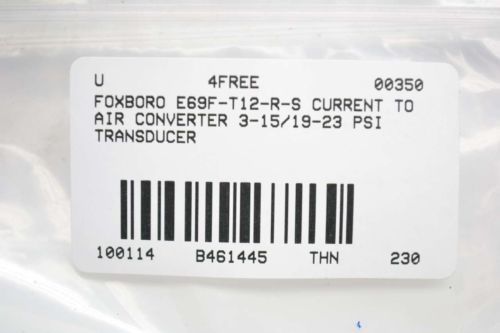 U 4FREE 00350
FOXBORO E69F-T12-R-S CURRENT TO
AIR CONVERTER 3-15/19-23 PSI
TRANSDUCER
100114 B461445 THN 230